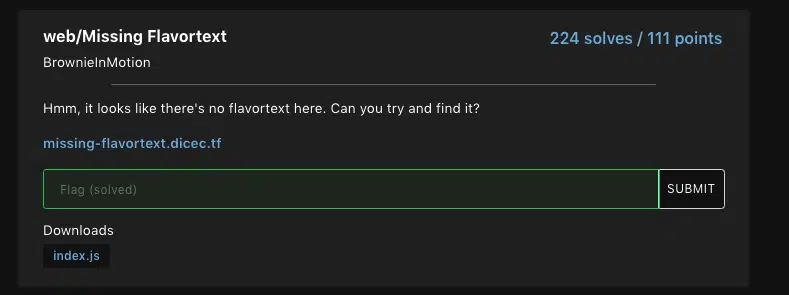 web/Missing Flavortext
224 solves / 111 points
BrownieInMotion
Hmm, it looks like there's no flavortext here. Can you try and find it?
missing-flavortext.dicec.tf
Flag (solved)
SUBMIT
Downloads
index.js